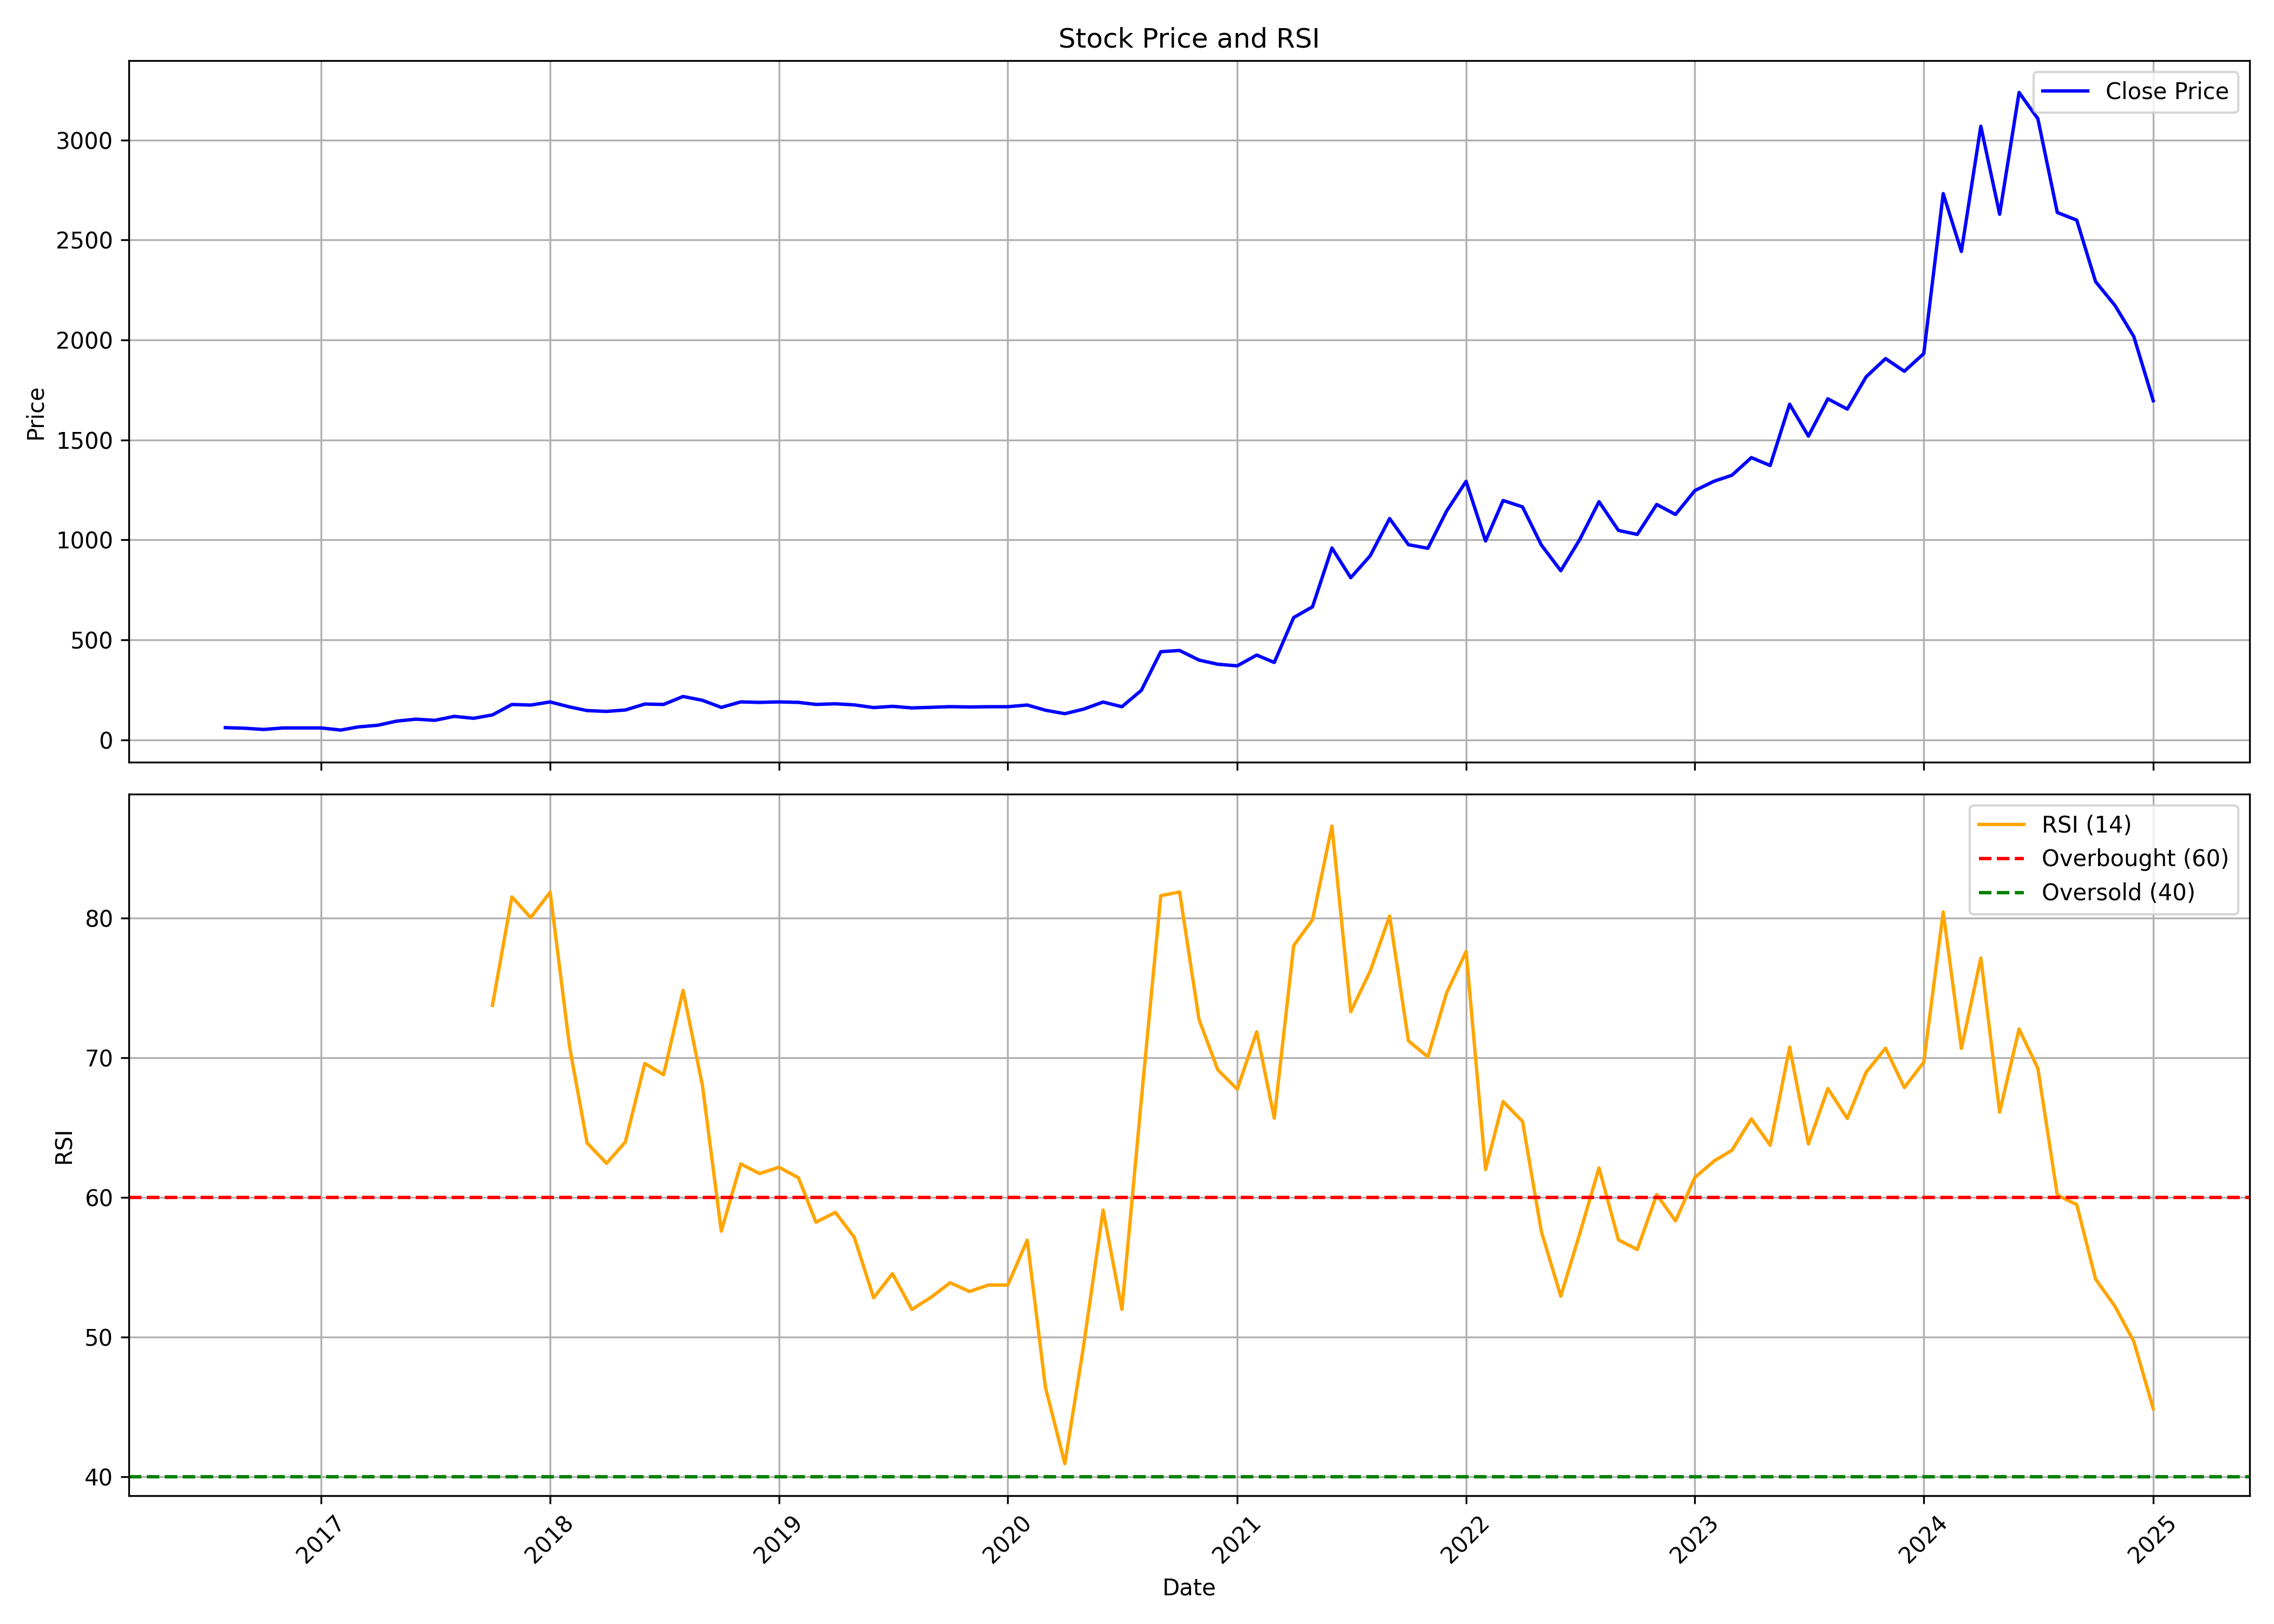 Stock Price and RSI
Close Price
Price
3000
2500
2000
1500
1000
500
0
RSI (14)
Overbought (60)
Oversold (40)
RSI
80
70
60
50
40
2017
2018
2019
2020
2021
2022
2023
2024
2025
Date